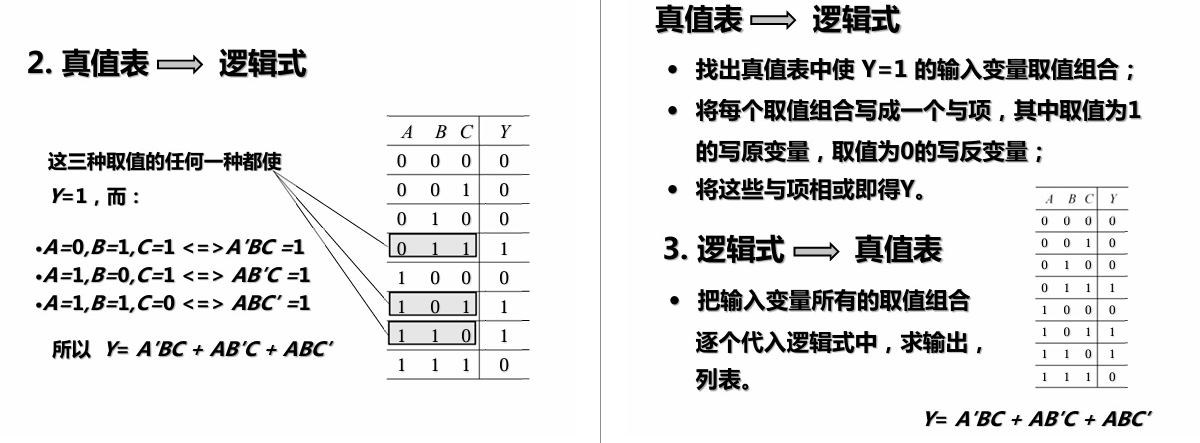 2. 真值表 逻辑式
这三种取值的任何一种都使
Y=1，而：
•A=0,B=1,C=1 <=>A′BC =1
•A=1,B=0,C=1 <=> AB′C =1
•A=1,B=1,C=0 <=> ABC′ =1
所以 Y= A′BC + AB′C + ABC′
A B C Y
0 0 0 0
0 0 1 0
0 1 0 0
0 1 1 1
1 0 0 0
1 0 1 1
1 1 0 1
1 1 1 0
真值表 逻辑式
• 找出真值表中使 Y=1 的输入变量取值组合；
• 将每个取值组合写成一个与项，其中取值为1
的写原变量，取值为0的写反变量；
• 将这些与项相或即得Y。
3. 逻辑式 真值表
• 把输入变量所有的取值组合
逐个代入逻辑式中，求输出，
列表。
A B C Y
0 0 0 0
0 0 1 0
0 1 0 0
0 1 1 1
1 0 0 0
1 0 1 1
1 1 0 1
1 1 1 0
Y= A′BC + AB′C + ABC′